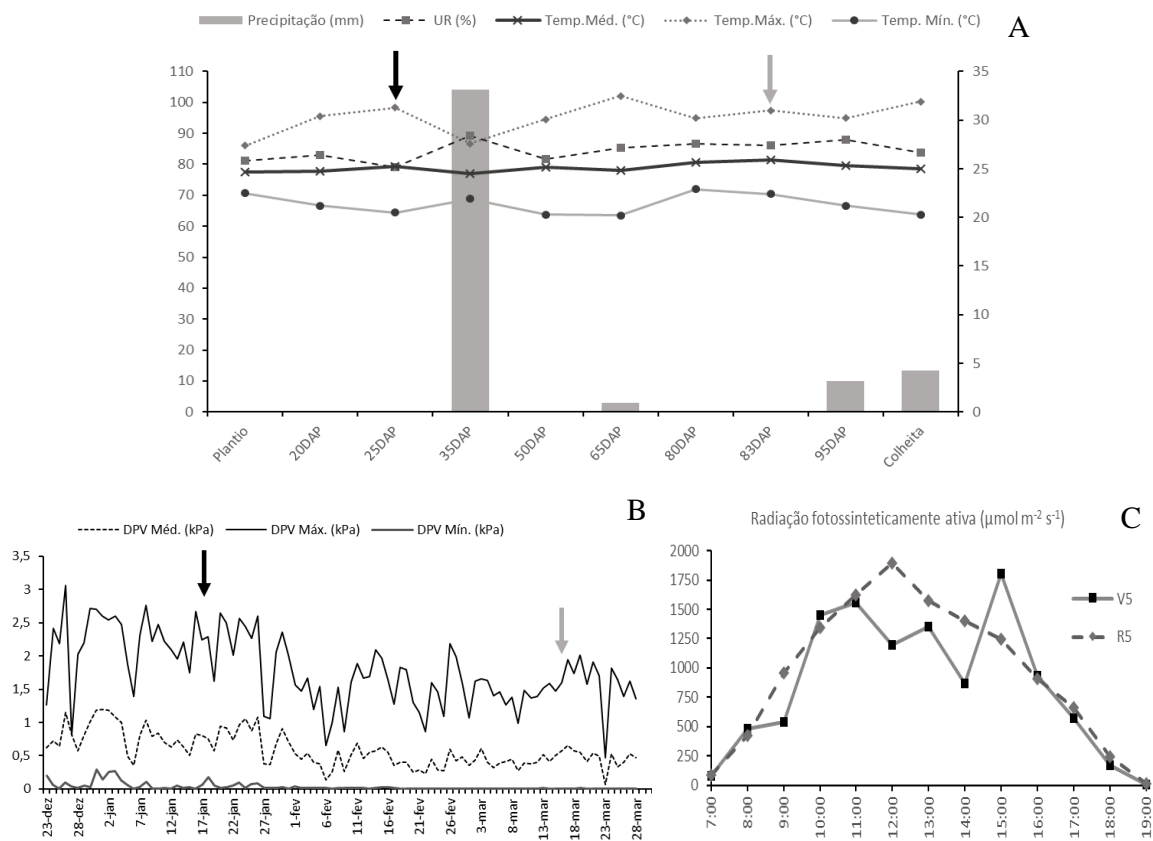 Precipitação (mm) UR (%) Temp.Méd. (°C) Temp.Máx. (°C) Temp. Mín. (°C)
A
110 35
100
90 30
80 25
70
60 20
50 15
40
30 10
20
10 5
0 0
Plantio 20DAP 25DAP 35DAP 50DAP 65DAP 80DAP 83DAP 95DAP Colheita
DPV Méd. (kPa) DPV Máx. (kPa) DPV Mín. (kPa)
B
3,5
3
2,5
2
1,5
1
0,5
0
23-dez 28-dez 2-jan 7-jan 12-jan 17-jan 22-jan 27-jan 1-fev 6-fev 11-fev 16-fev 21-fev 26-fev 3-mar 8-mar 13-mar 18-mar 23-mar 28-mar
Radiação fotossinteticamente ativa (µmol m⁻² s⁻¹)
C
2000
1750
1500
1250
1000
750
500
250
0
V5
R5
7:00 8:00 9:00 10:00 11:00 12:00 13:00 14:00 15:00 16:00 17:00 18:00 19:00